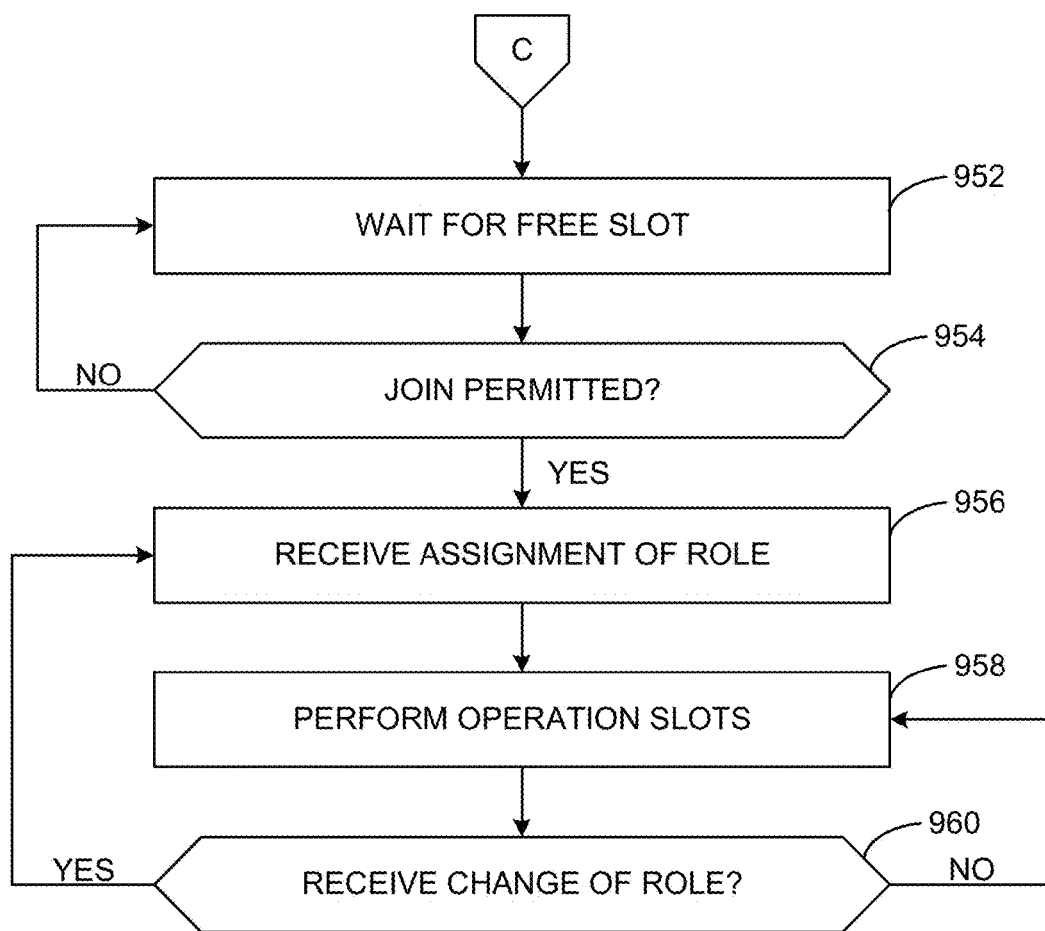 C
952
WAIT FOR FREE SLOT
954
NO
JOIN PERMITTED?
YES
956
RECEIVE ASSIGNMENT OF ROLE
958
PERFORM OPERATION SLOTS
960
YES
RECEIVE CHANGE OF ROLE?
NO